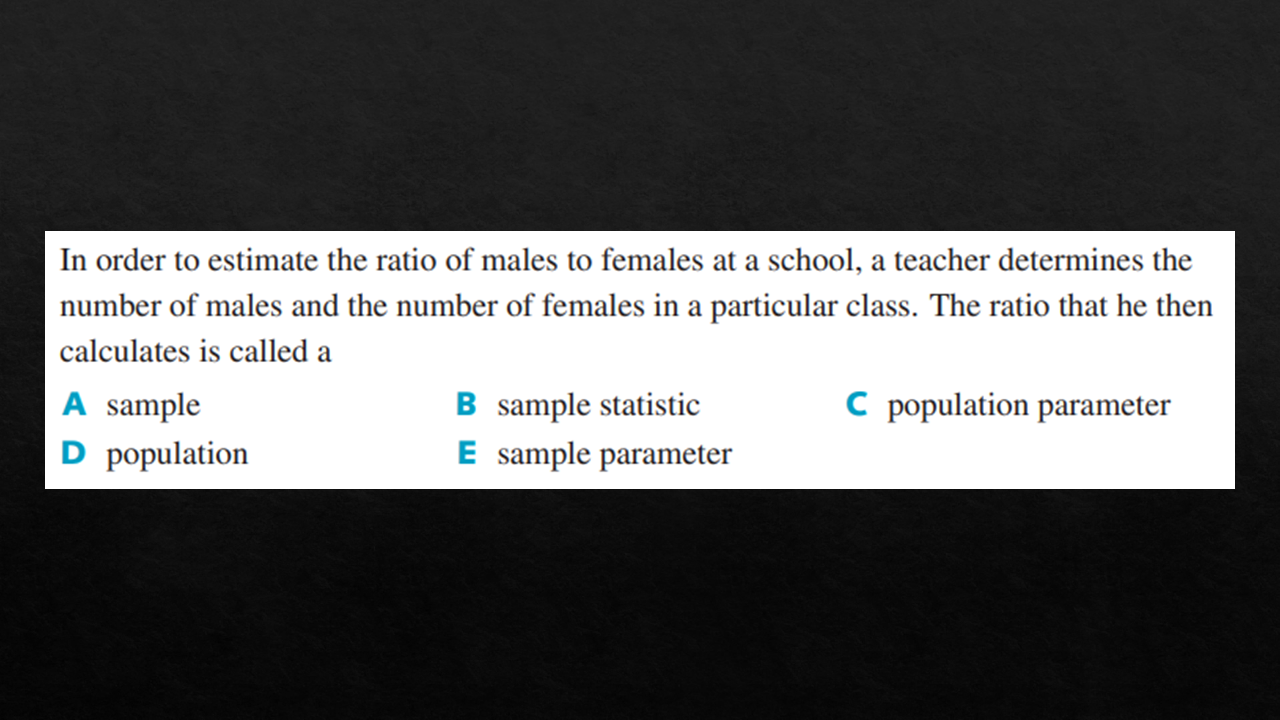 In order to estimate the ratio of males to females at a school, a teacher determines the
number of males and the number of females in a particular class. The ratio that he then
calculates is called a
A sample B sample statistic C population parameter
D population E sample parameter